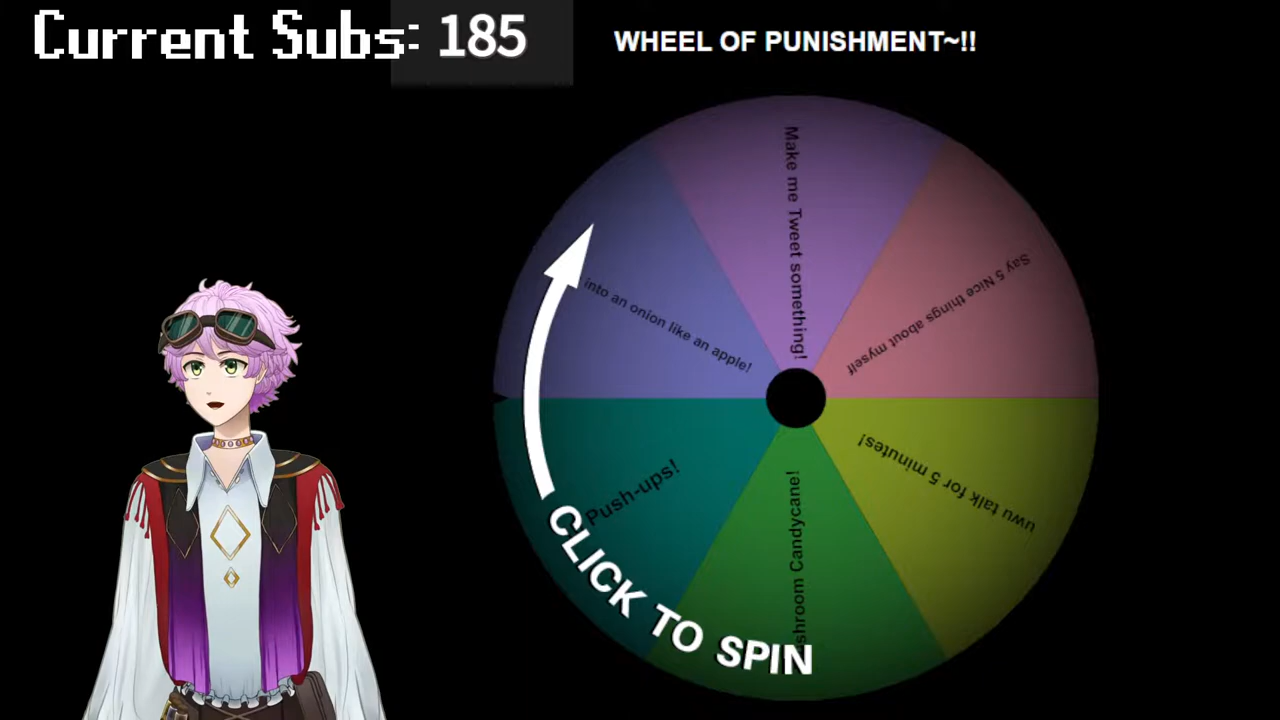 Current Subs: 185
WHEEL OF PUNISHMENT~!!
Make me Tweet something!
Say 5 Nice things about myself
into an onion like an apple!
uwu talk for 5 minutes!
Push-ups!
shroom Candycane!
CLICK TO SPIN